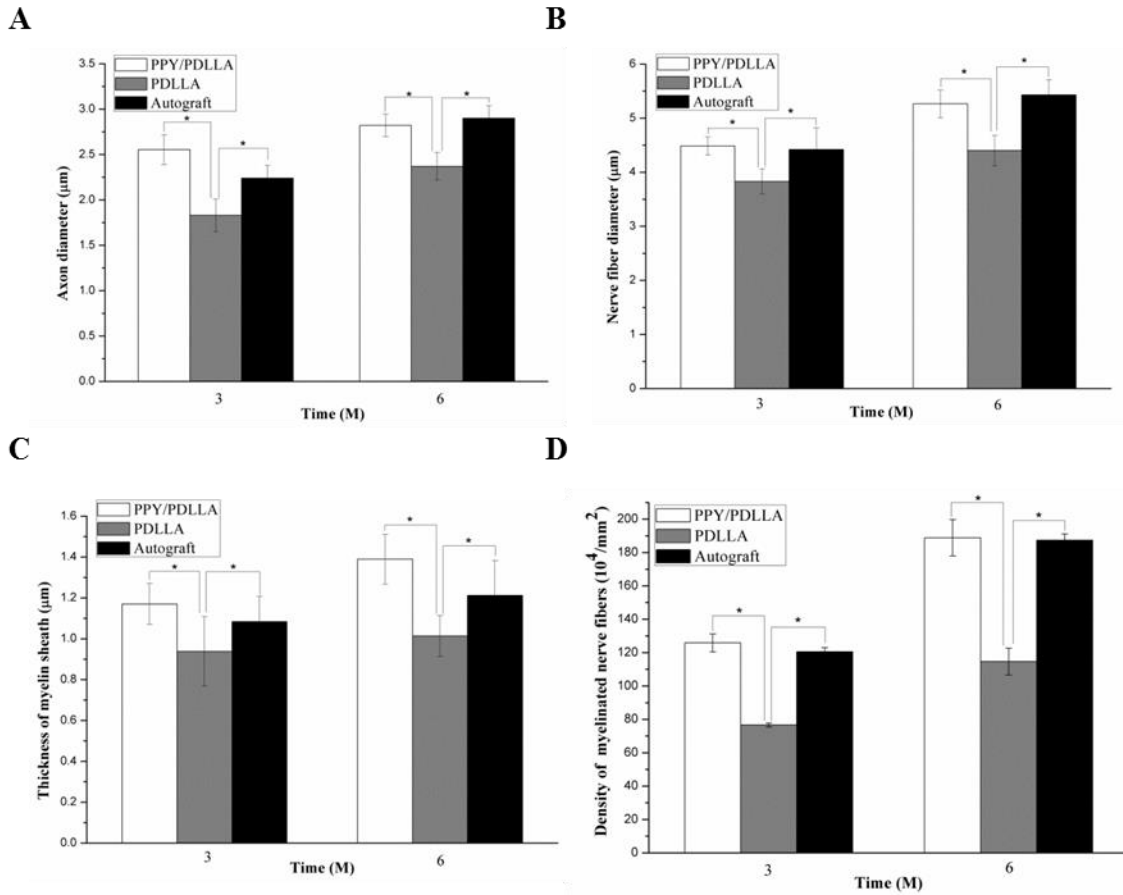 A
PPY/PDLLA
PDLLA
Autograft
3.5
3.0
2.5
2.0
1.5
1.0
0.5
0.0
Axon diameter (μm)
* * * *
3 6
Time (M)
B
PPY/PDLLA
PDLLA
Autograft
6
5
4
3
2
1
0
Nerve fiber diameter (μm)
* * * *
3 6
Time (M)
C
PPY/PDLLA
PDLLA
Autograft
1.6
1.4
1.2
1.0
0.8
0.6
0.4
0.2
0.0
Thickness of myelin sheath (μm)
* * * *
3 6
Time (M)
D
PPY/PDLLA
PDLLA
Autograft
200
180
160
140
120
100
80
60
40
20
0
Density of myelinated nerve fibers (10⁴/mm²)
* * * *
3 6
Time (M)